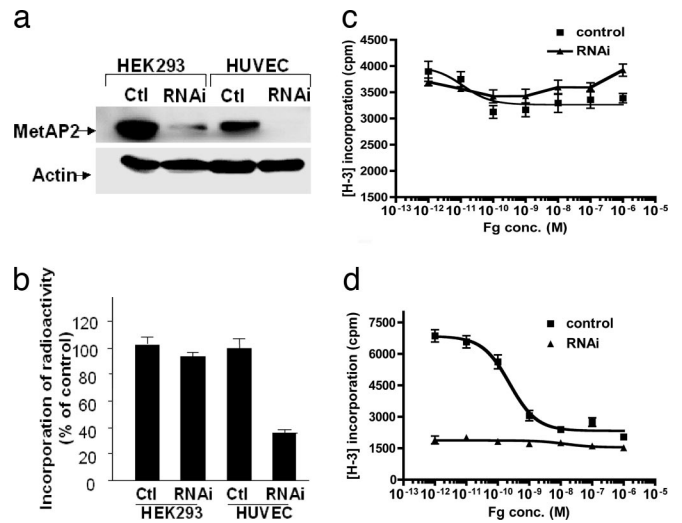 a
HEK293 HUVEC
Ctl RNAi Ctl RNAi
MetAP2
Actin
b
Incorporation of radioactivity
(% of control)
120
100
80
60
40
20
0
Ctl RNAi Ctl RNAi
HEK293 HUVEC
c
control
RNAi
[H-3] incorporation (cpm)
4500
4000
3500
3000
2500
2000
1500
10-13 10-12 10-11 10-10 10-9 10-8 10-7 10-6 10-5
Fg conc. (M)
d
control
RNAi
[H-3] incorporation (cpm)
7500
6000
4500
3000
1500
0
10-13 10-12 10-11 10-10 10-9 10-8 10-7 10-6 10-5
Fg conc. (M)